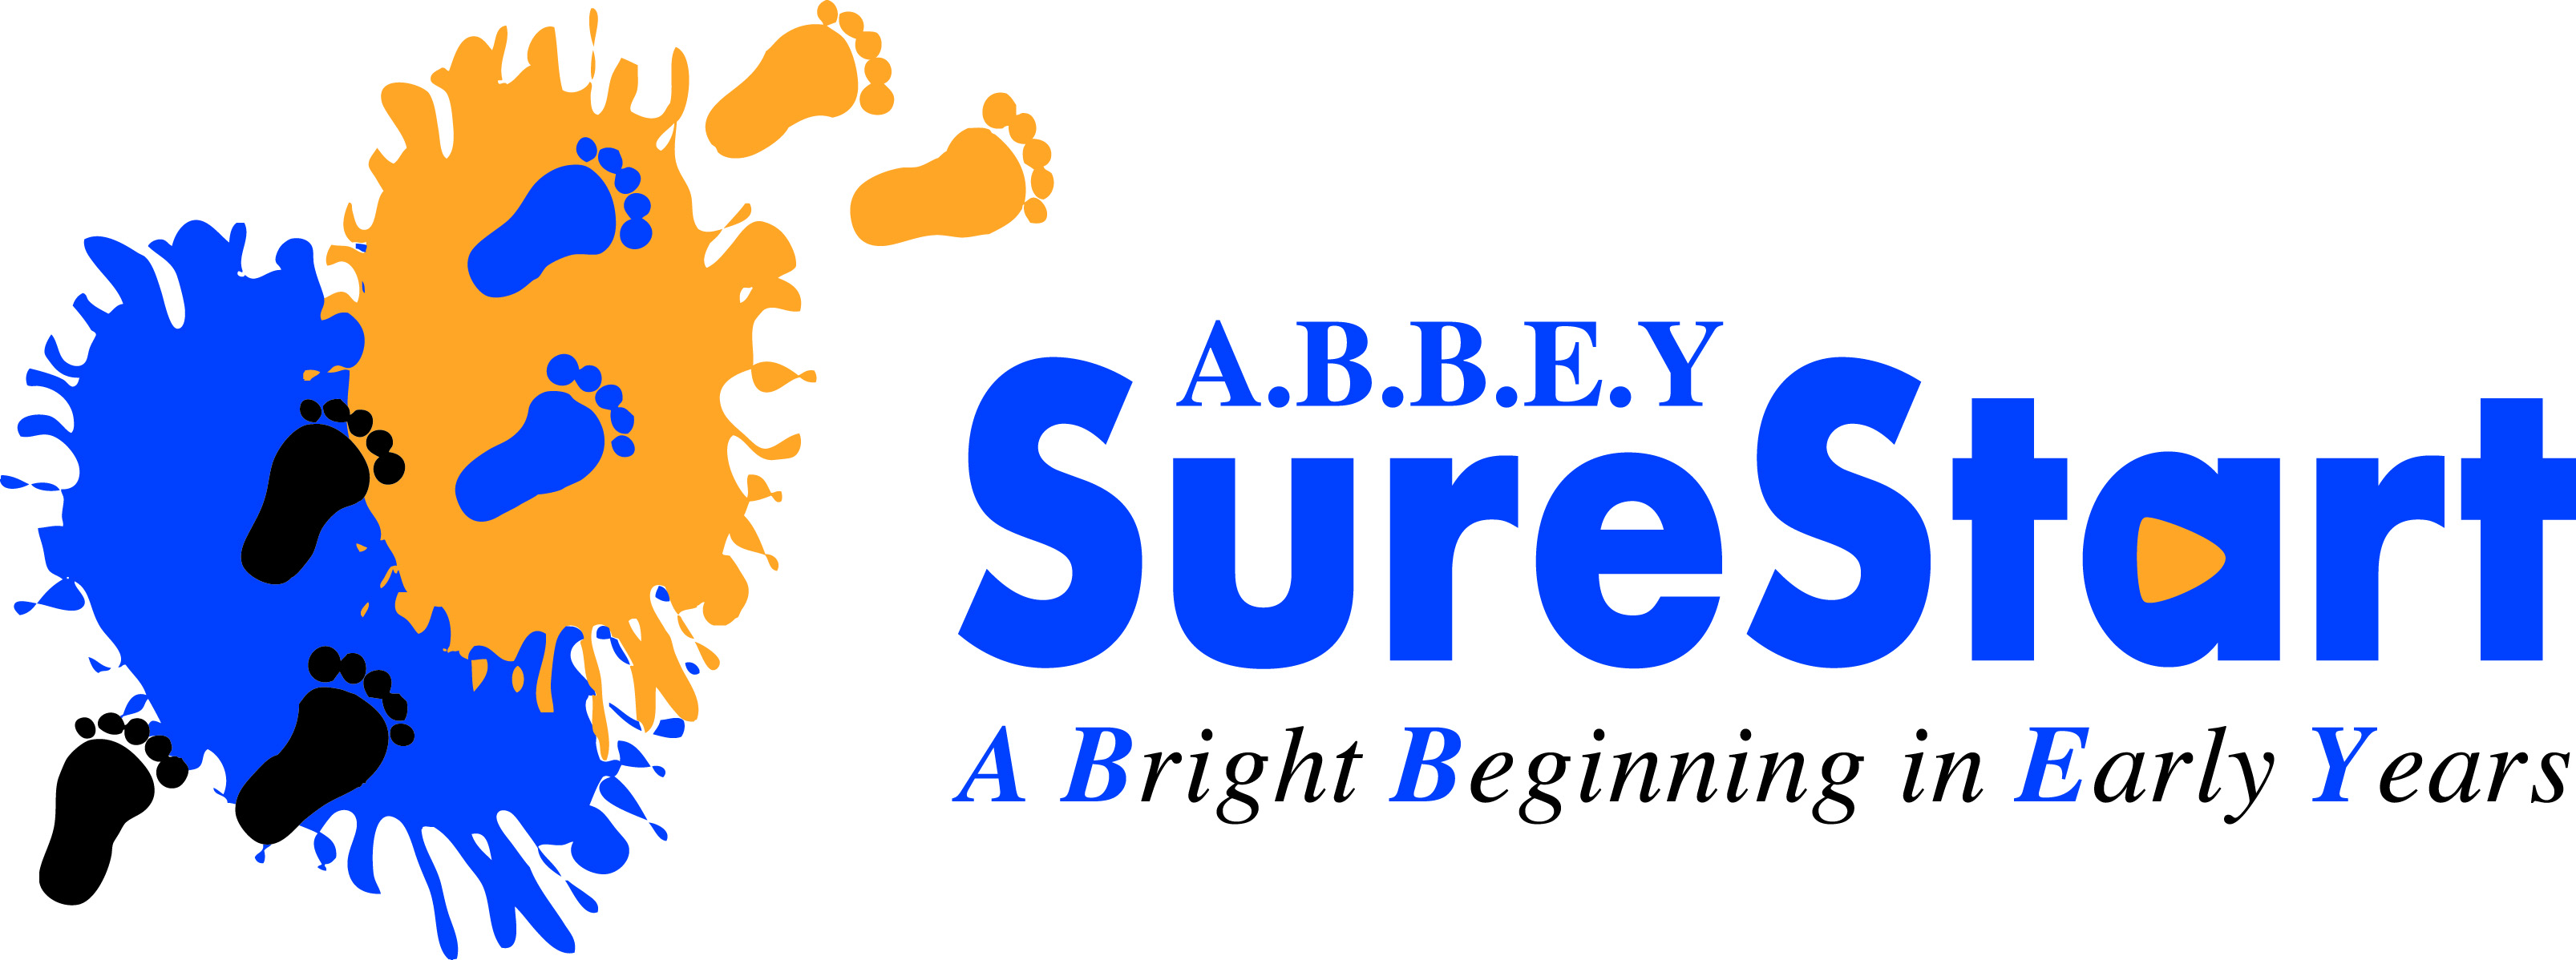 A.B.B.E.Y
SureStart
A Bright Beginning in Early Years